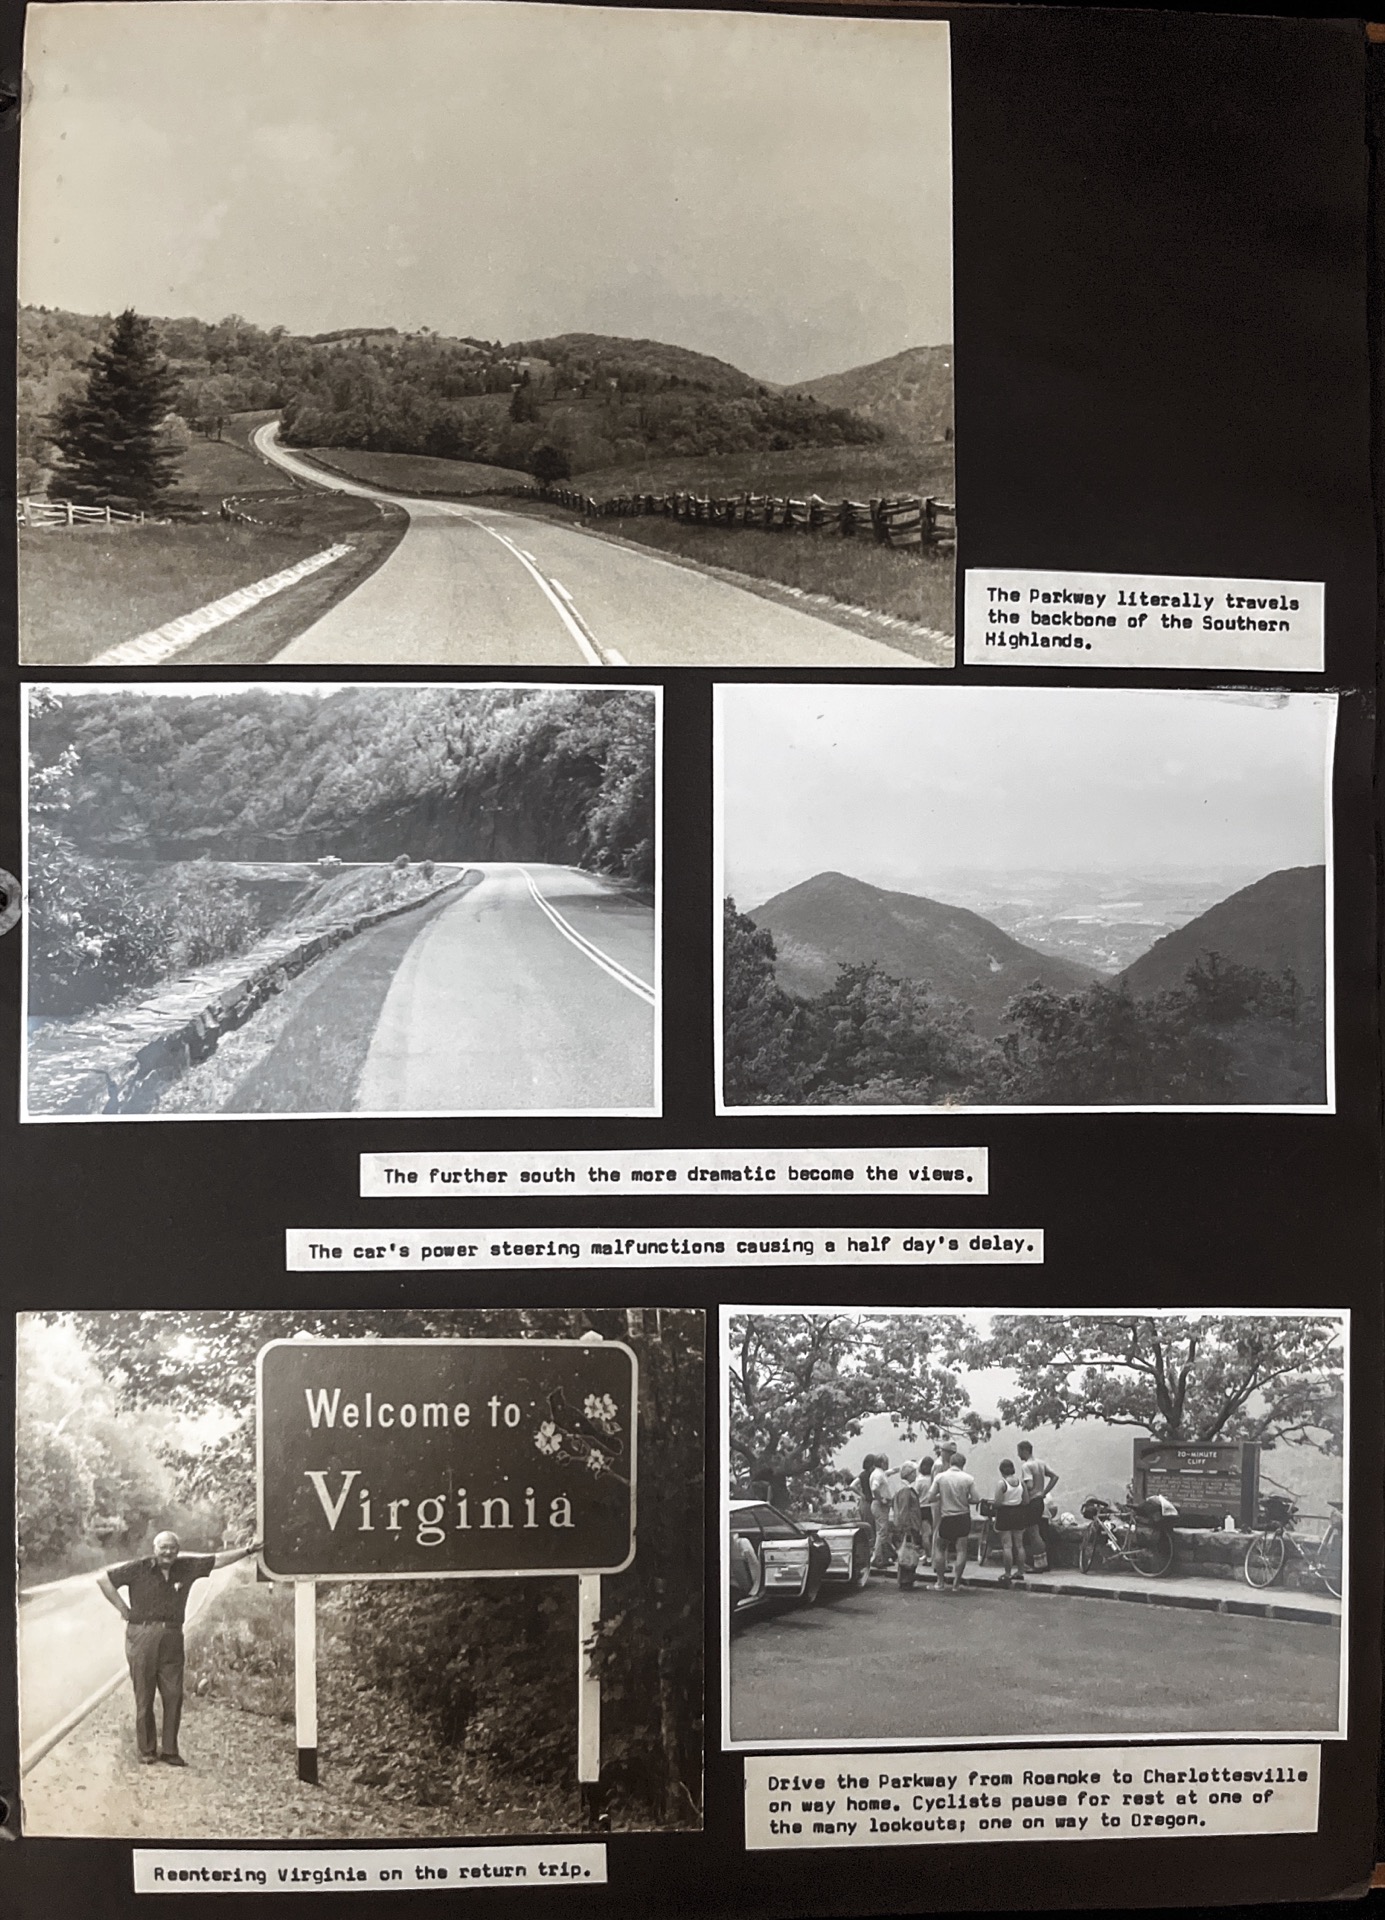 The Parkway literally travels
the backbone of the Southern
Highlands.
The further south the more dramatic become the views.
The car's power steering malfunctions causing a half day's delay.
Welcome to
Virginia
20-MINUTE
CLIFF
Reentering Virginia on the return trip.
Drive the Parkway from Roanoke to Charlottesville
on way home. Cyclists pause for rest at one of
the many lookouts; one on way to Oregon.